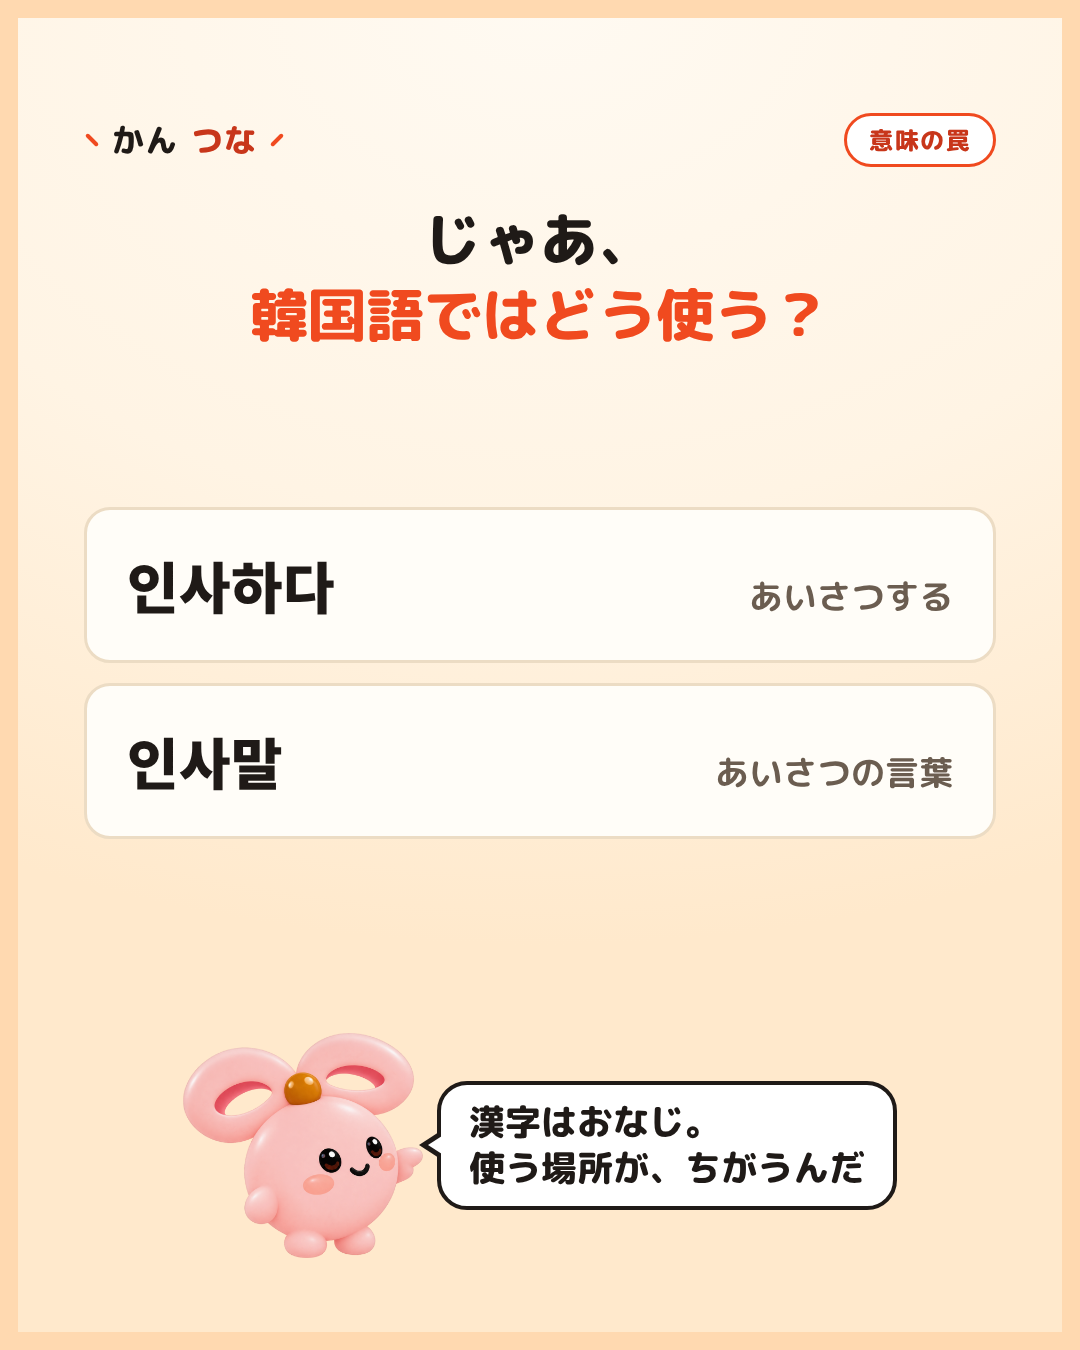 かん つな
意味の罠
じゃあ、
韓国語ではどう使う？
인사하다
あいさつする
인사말
あいさつの言葉
漢字はおなじ。
使う場所が、ちがうんだ